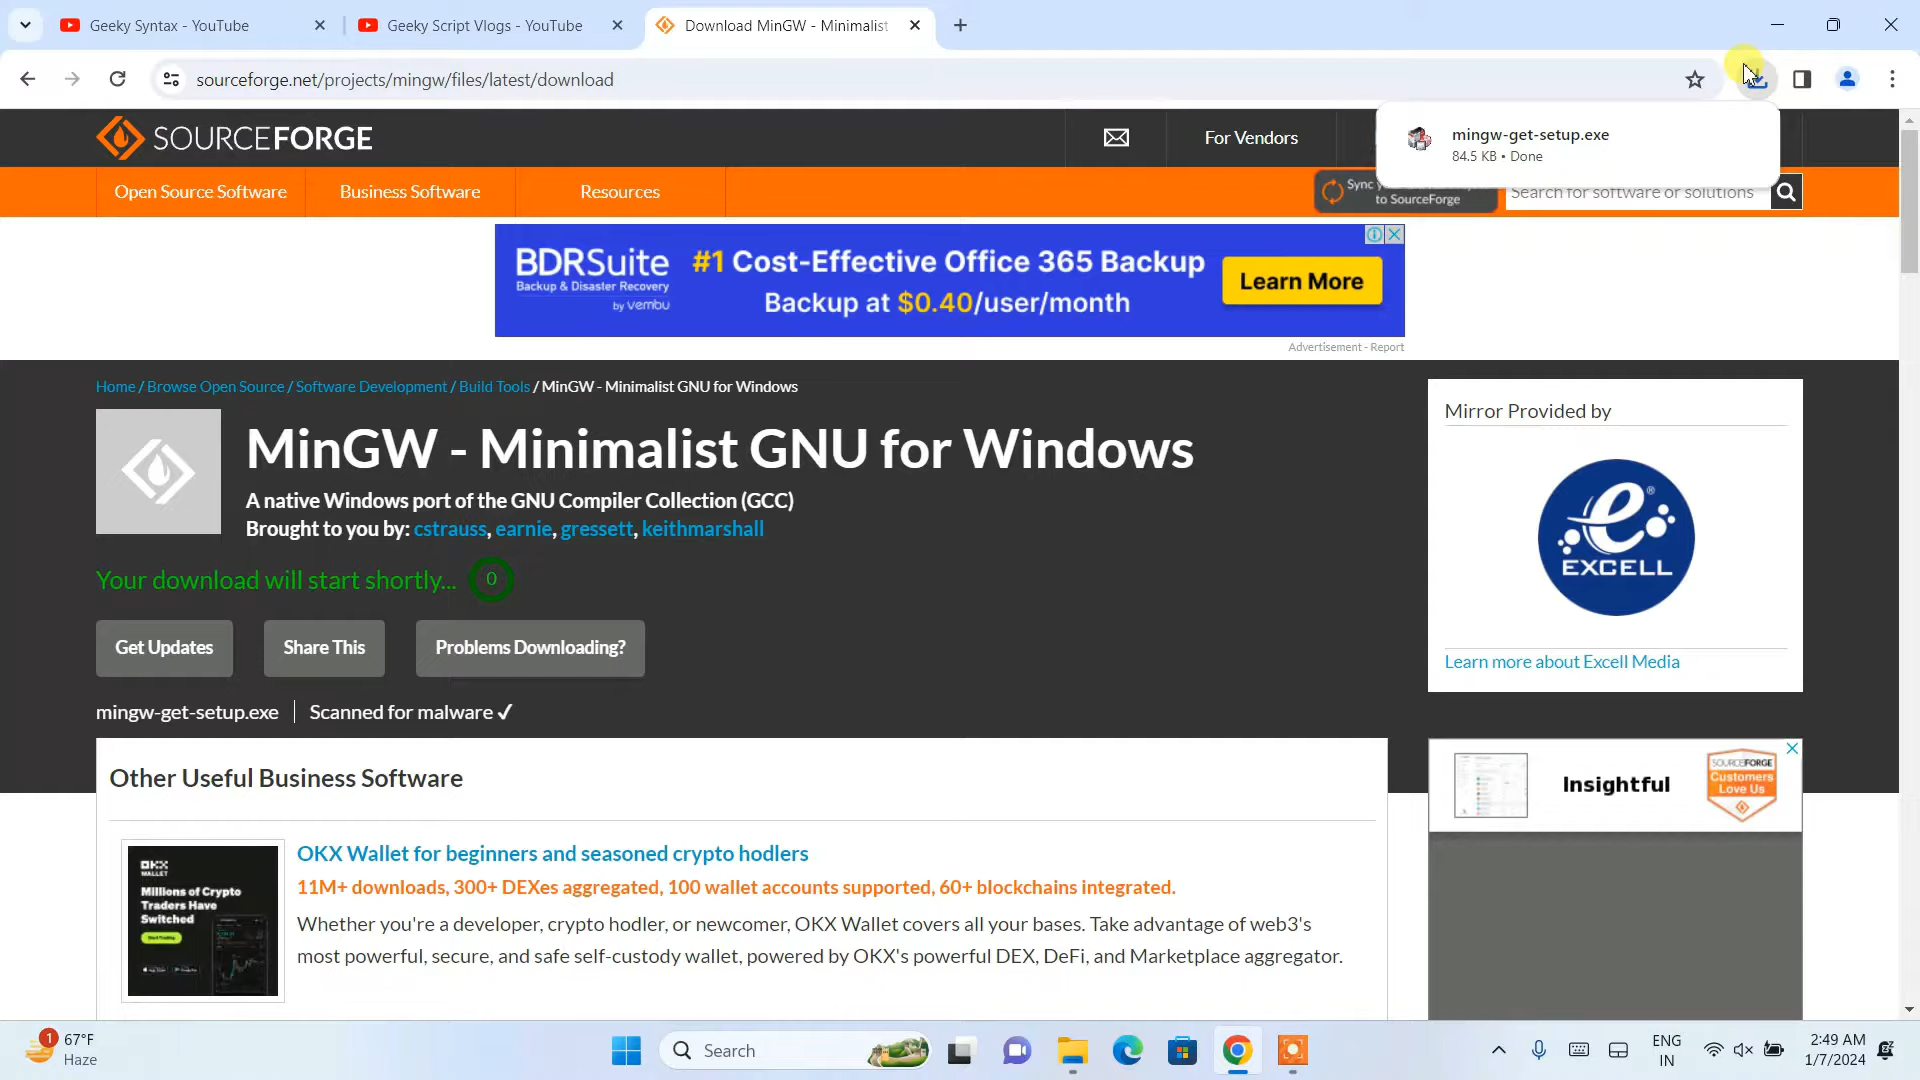 Geeky Syntax - YouTube
Geeky Script Vlogs - YouTube
Download MinGW - Minimalist
sourceforge.net/projects/mingw/files/latest/download
mingw-get-setup.exe
84.5 KB • Done
SOURCEFORGE
For Vendors
Open Source Software
Business Software
Resources
Sync
to SourceForge
Search for software or solutions
BDRSuite
Backup & Disaster Recovery
by vembu
#1 Cost-Effective Office 365 Backup
Backup at $0.40/user/month
Learn More
Advertisement - Report
Home / Browse Open Source / Software Development / Build Tools / MinGW - Minimalist GNU for Windows
MinGW - Minimalist GNU for Windows
A native Windows port of the GNU Compiler Collection (GCC)
Brought to you by: cstrauss, earnie, gressett, keithmarshall
Your download will start shortly... 0
Get Updates
Share This
Problems Downloading?
mingw-get-setup.exe
Scanned for malware ✓
Mirror Provided by
e
EXCELL
Learn more about Excell Media
Other Useful Business Software
OKX
WALLET
Millions of Crypto
Traders Have
Switched
OKX Wallet for beginners and seasoned crypto hodlers
11M+ downloads, 300+ DEXes aggregated, 100 wallet accounts supported, 60+ blockchains integrated.
Whether you're a developer, crypto hodler, or newcomer, OKX Wallet covers all your bases. Take advantage of web3's
most powerful, secure, and safe self-custody wallet, powered by OKX's powerful DEX, DeFi, and Marketplace aggregator.
Insightful
SOURCEFORGE
Customers
Love Us
1
67°F
Haze
Search
ENG
IN
2:49 AM
1/7/2024